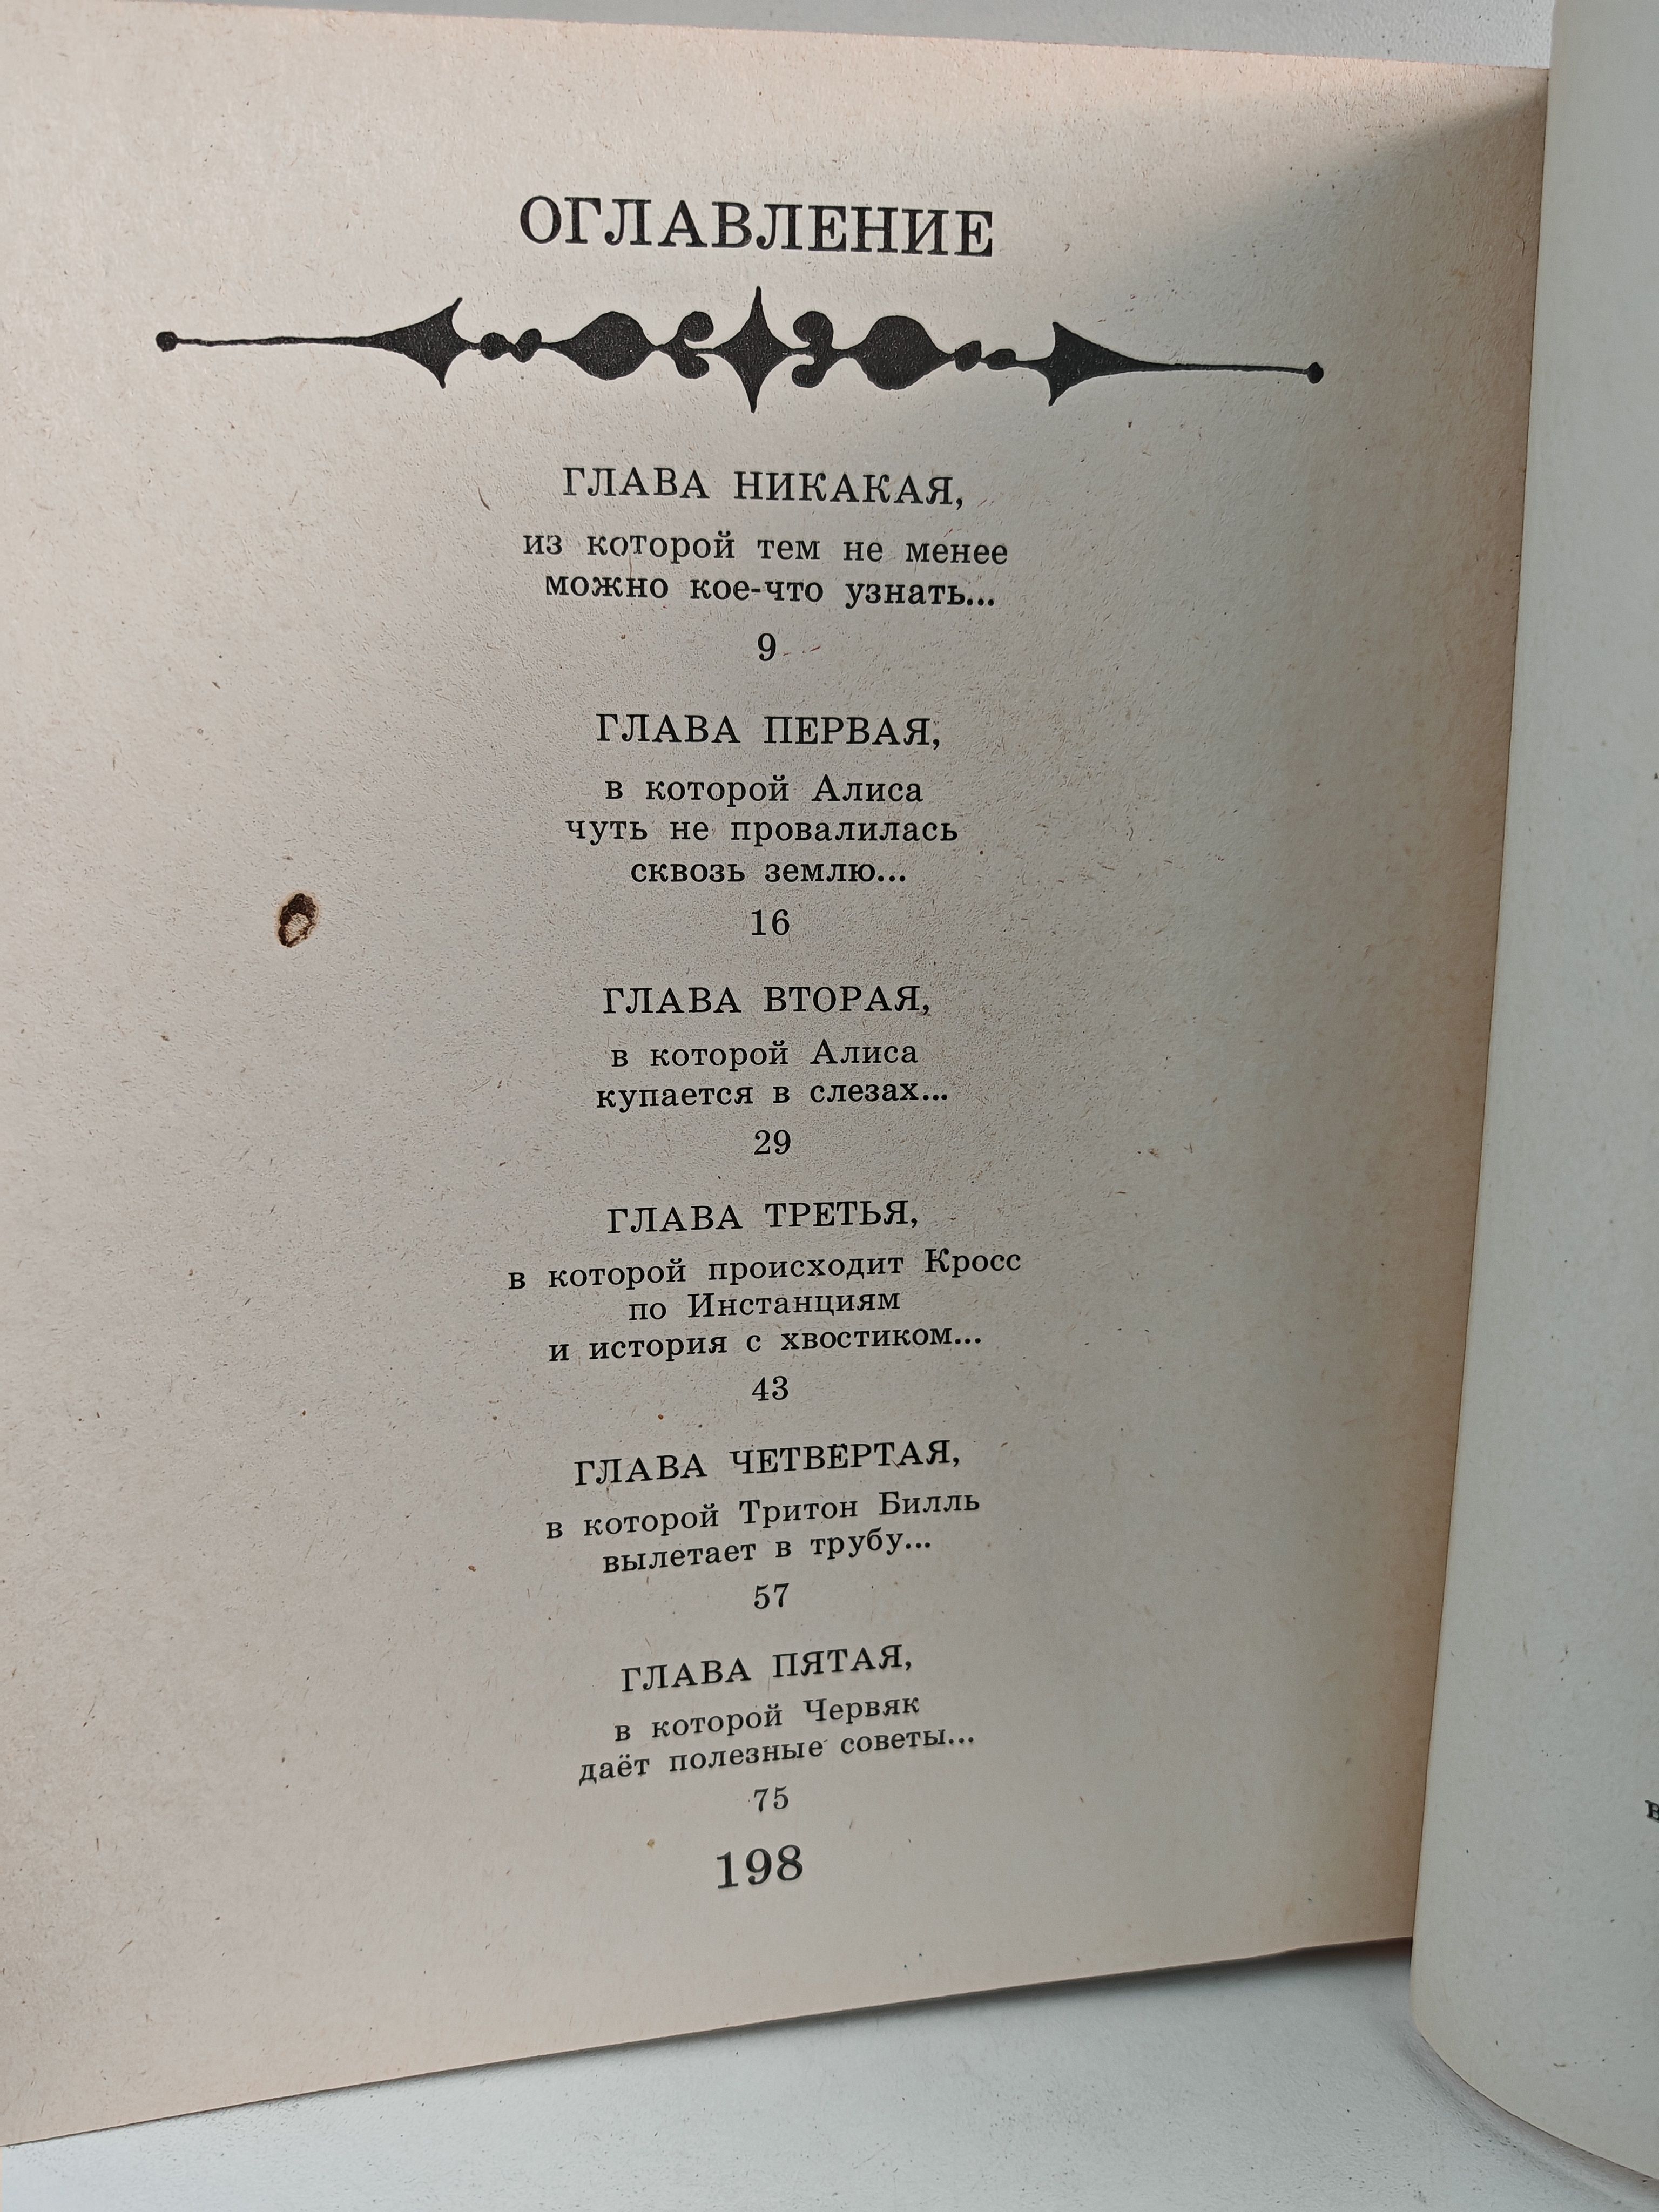 ОГЛАВЛЕНИЕ
ГЛАВА НИКАКАЯ,
из которой тем не менее
можно кое-что узнать...
9
ГЛАВА ПЕРВАЯ,
в которой Алиса
чуть не провалилась
сквозь землю...
16
ГЛАВА ВТОРАЯ,
в которой Алиса
купается в слезах...
29
ГЛАВА ТРЕТЬЯ,
в которой происходит Кросс
по Инстанциям
и история с хвостиком...
43
ГЛАВА ЧЕТВЁРТАЯ,
в которой Тритон Билль
вылетает в трубу...
57
ГЛАВА ПЯТАЯ,
в которой Червяк
даёт полезные советы...
75
198